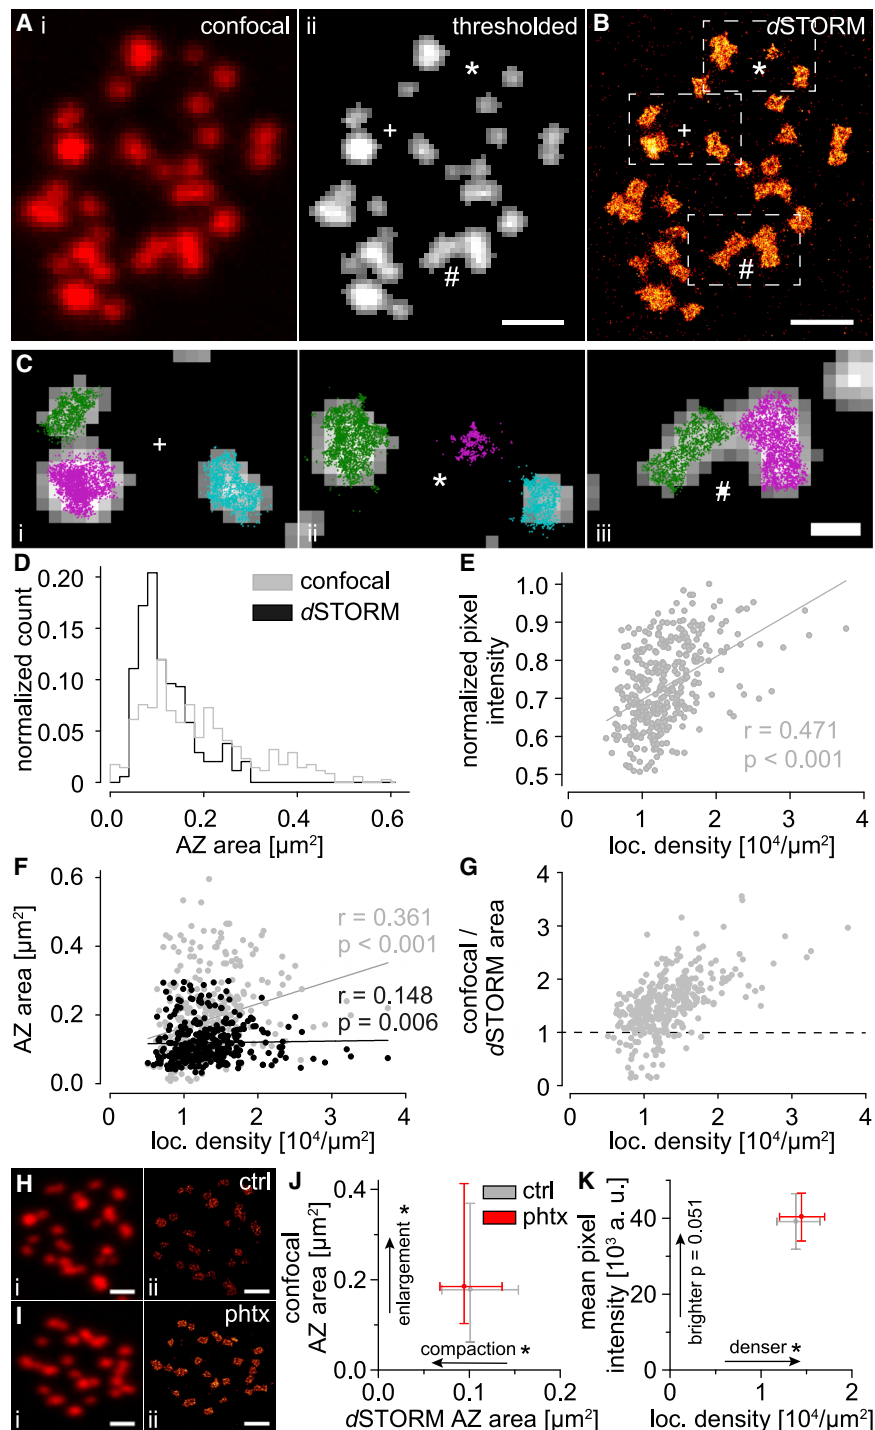 A i confocal
ii thresholded
*
+
#
B dSTORM
*
+
#
C
+
i
*
ii
#
iii
D
normalized count
0.20
0.15
0.10
0.05
0
confocal
dSTORM
0.0 0.2 0.4 0.6
AZ area [µm²]
E
normalized pixel
intensity
1.0
0.9
0.8
0.7
0.6
0.5
r = 0.471
p < 0.001
0 1 2 3 4
loc. density [10⁴/µm²]
F
AZ area [µm²]
0.6
0.4
0.2
0.0
r = 0.361
p < 0.001
r = 0.148
p = 0.006
0 1 2 3 4
loc. density [10⁴/µm²]
G
confocal /
dSTORM area
4
3
2
1
0
0 1 2 3 4
loc. density [10⁴/µm²]
H ctrl
i ii
I phtx
i ii
J
confocal
AZ area [µm²]
0.4
0.2
0.0
enlargement *
compaction *
ctrl
phtx
0.0 0.1 0.2
dSTORM AZ area [µm²]
K
mean pixel
intensity [10³ a. u.]
40
20
0
brighter p = 0.051
denser *
0 1 2
loc. density [10⁴/µm²]